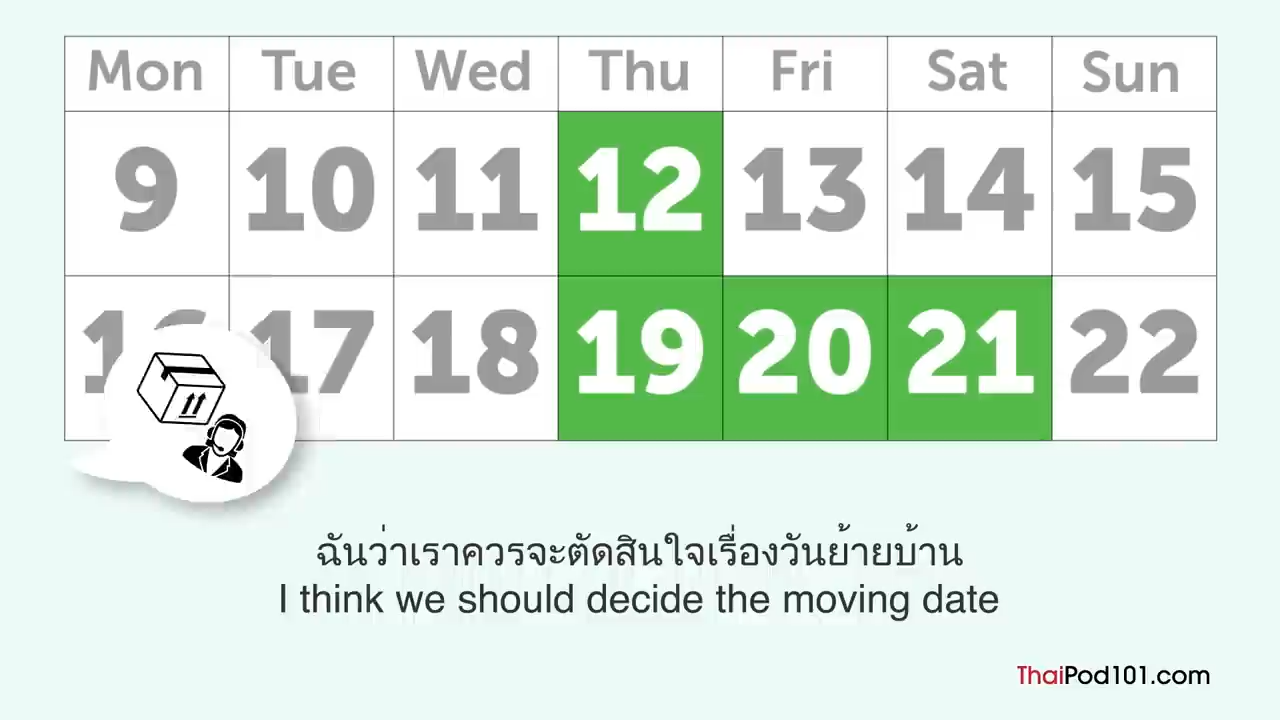 Mon Tue Wed Thu Fri Sat Sun
9 10 11 12 13 14 15
17 18 19 20 21 22
ฉันว่าเราควรจะตัดสินใจเรื่องวันย้ายบ้าน
I think we should decide the moving date
ThaiPod101.com